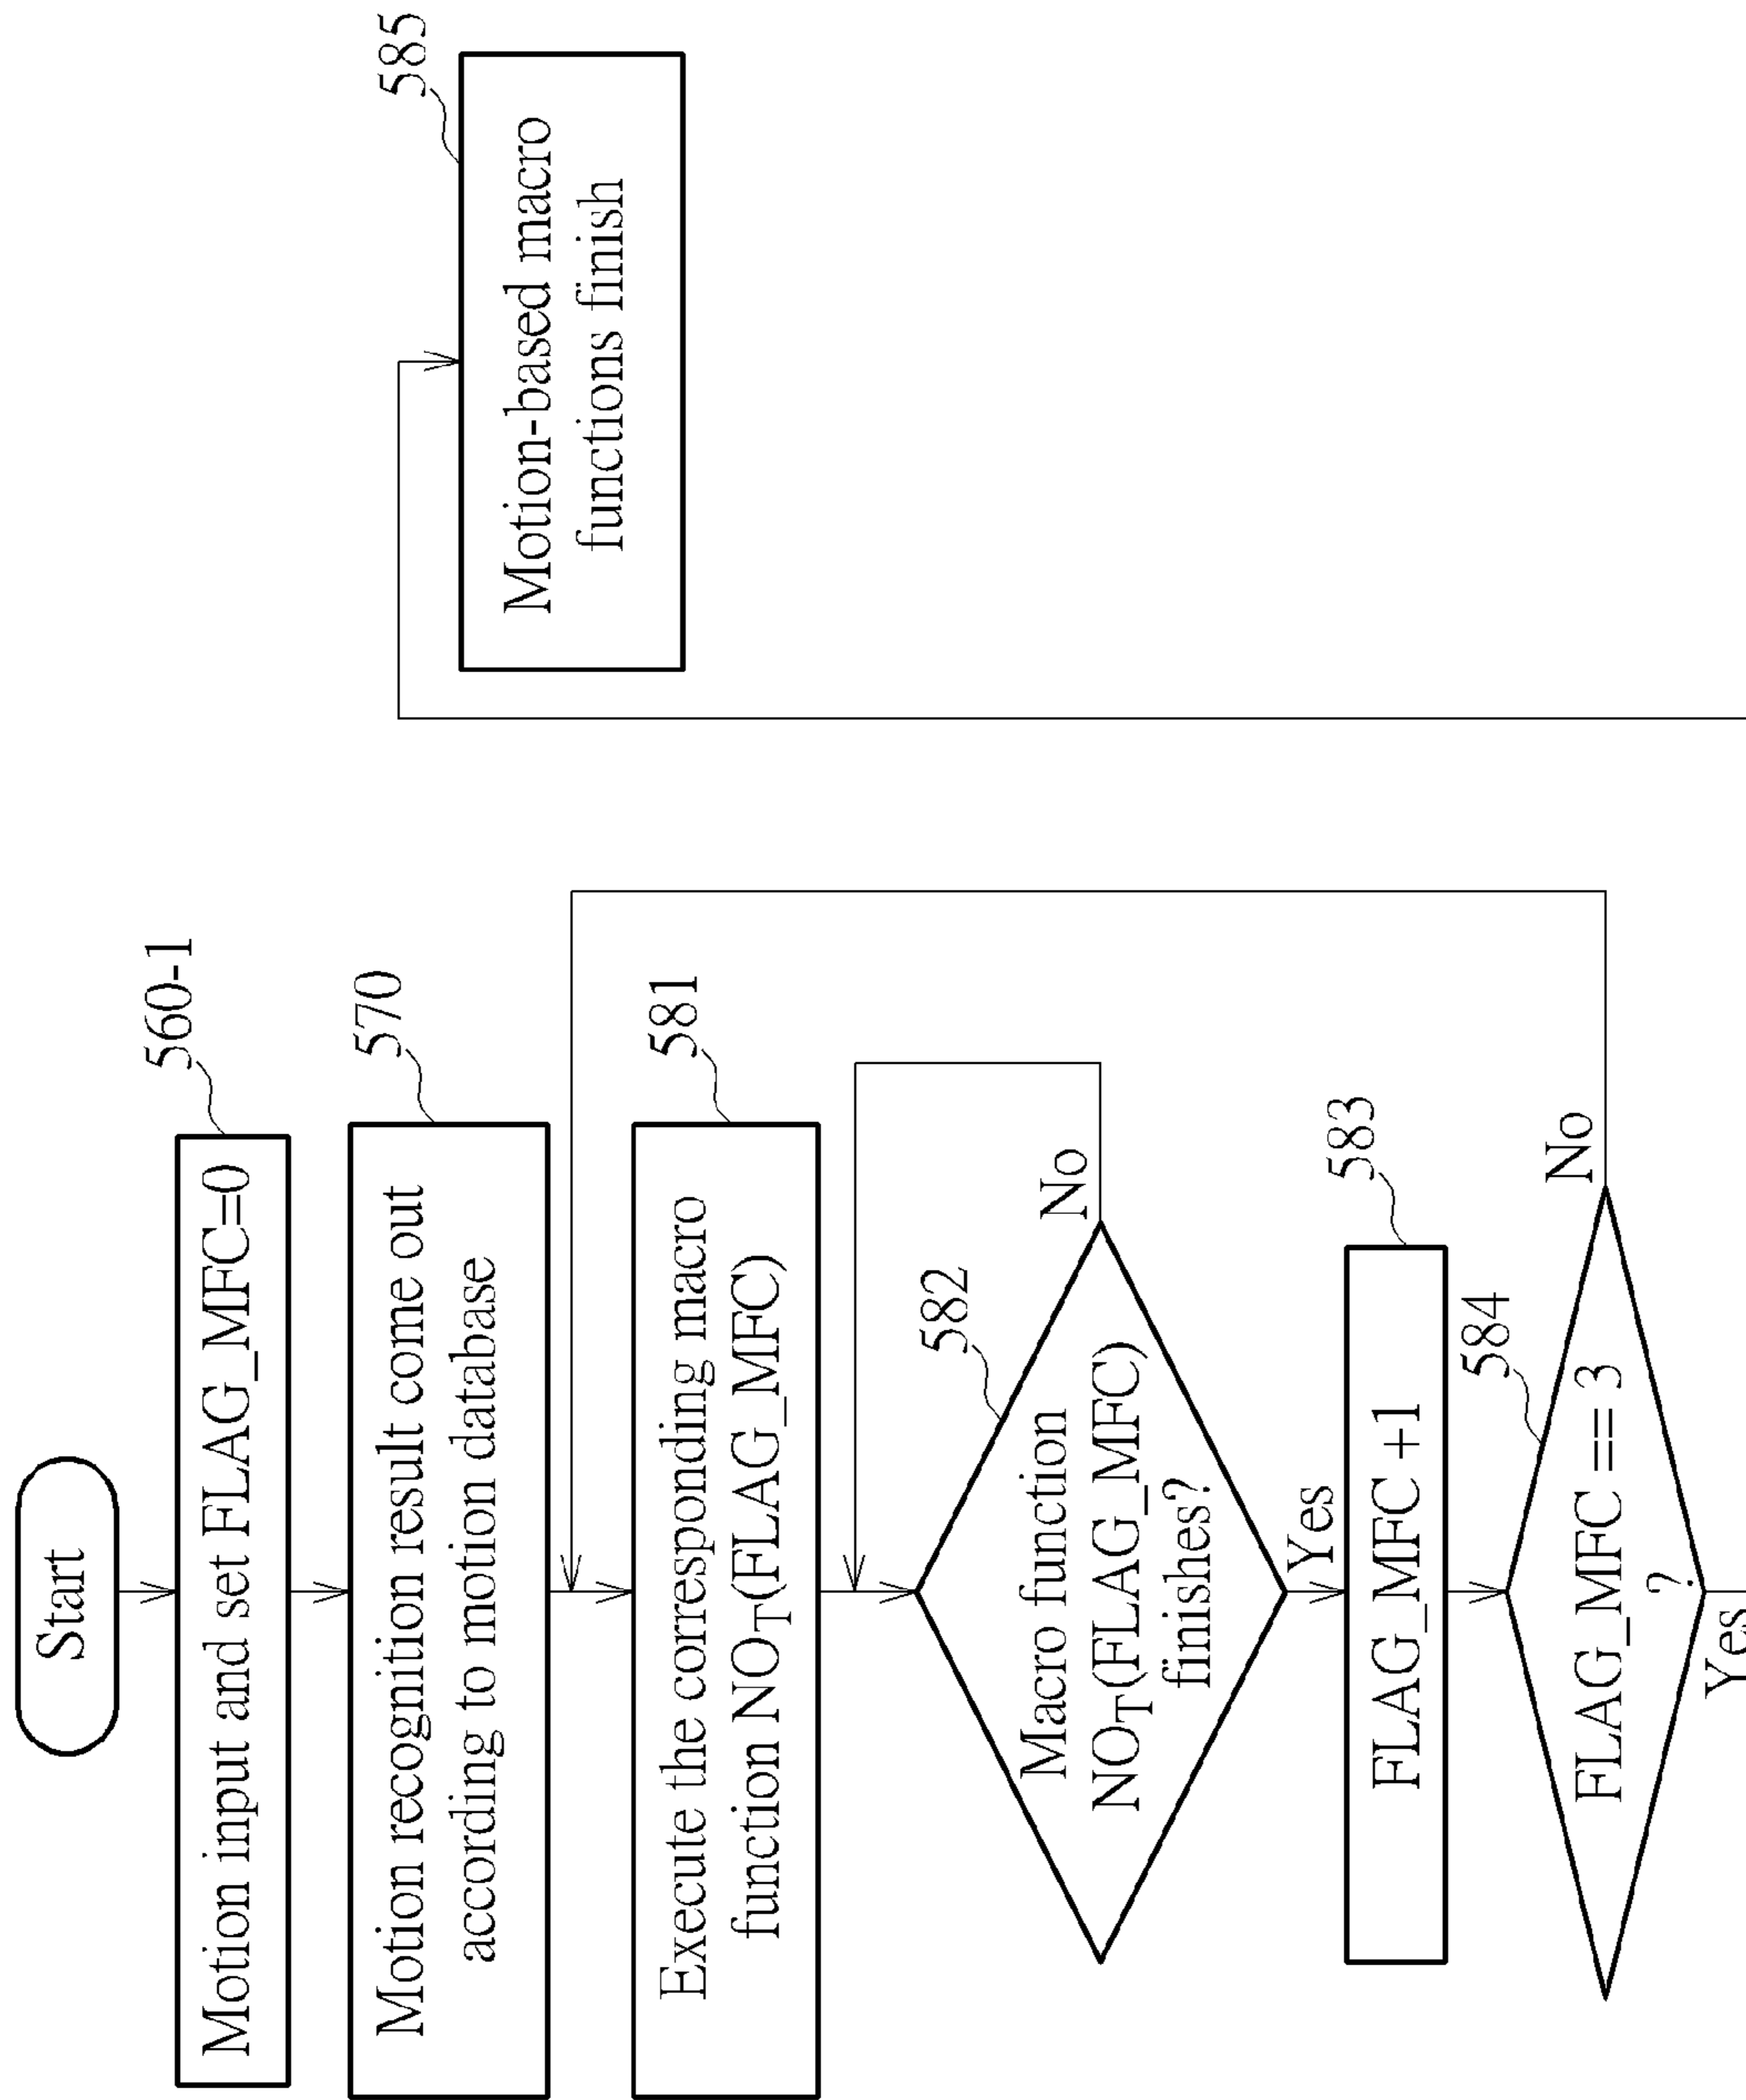 Start
560-1
Motion input and set FLAG_MFC=0
570
Motion recognition result come out
according to motion database
581
Execute the corresponding macro
function NO_T(FLAG_MFC)
582
Macro function
NO_T(FLAG_MFC)
finishes?
No
Yes
583
FLAG_MFC +1
584
FLAG_MFC == 3
?
No
Yes
585
Motion-based macro
functions finish